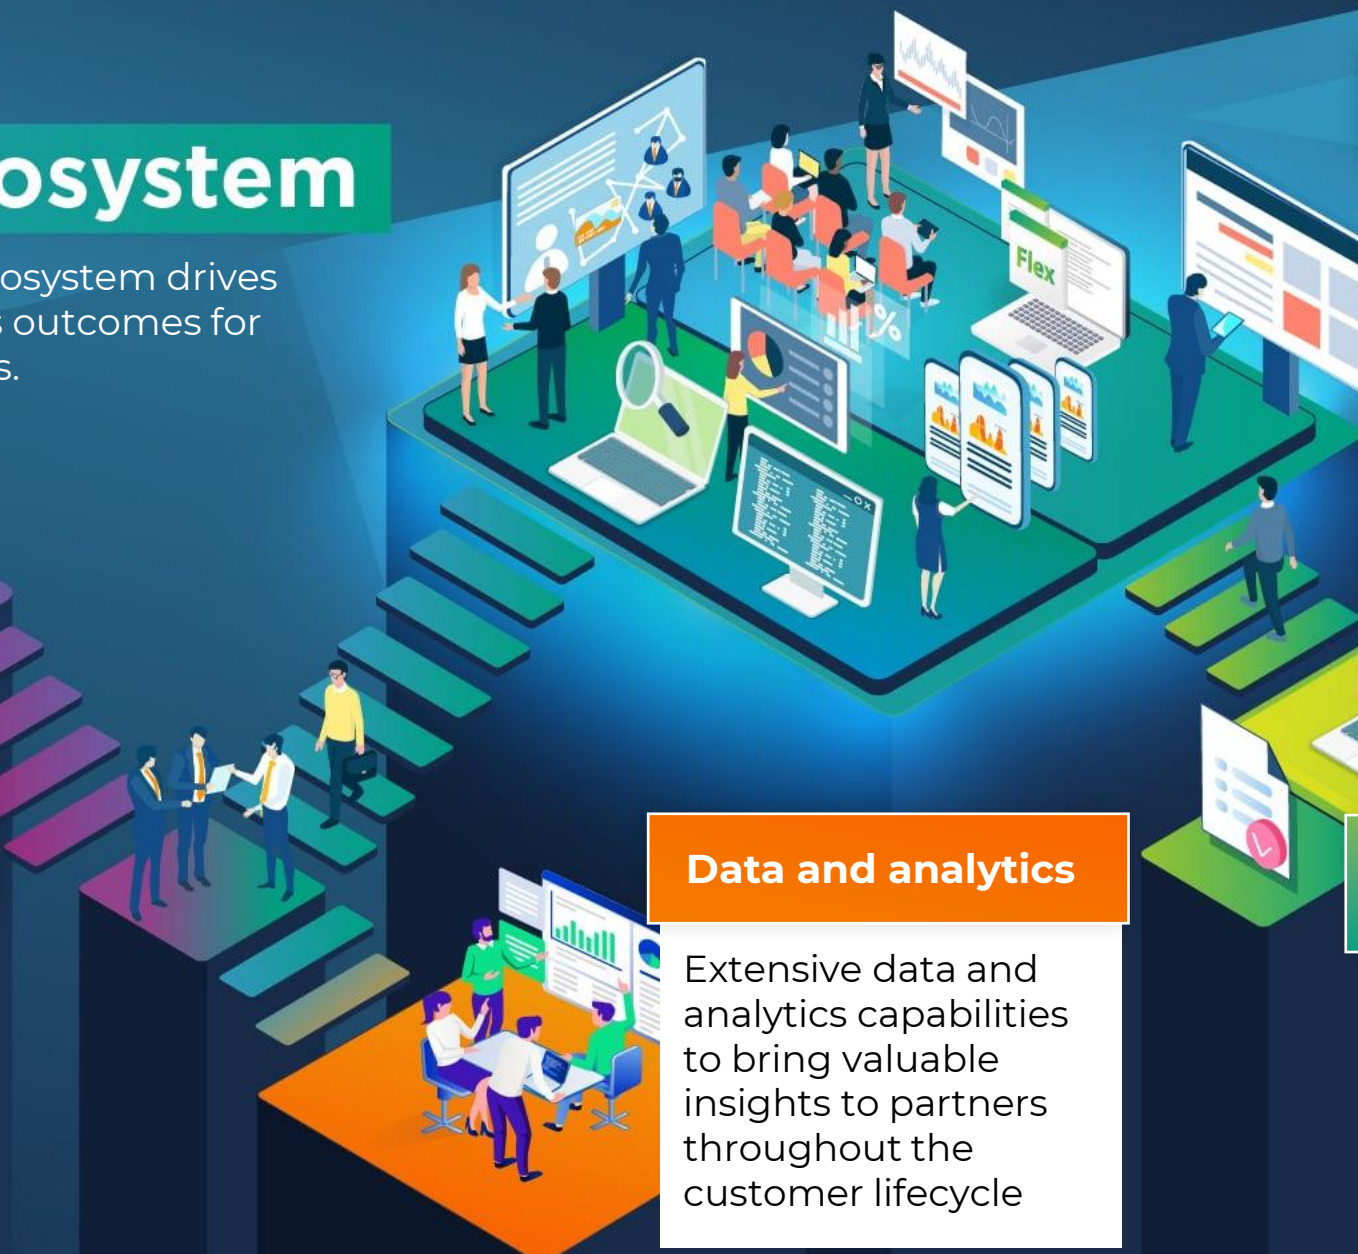 osystem
osystem drives
s outcomes for
s.
Flex
%
Data and analytics
Extensive data and
analytics capabilities
to bring valuable
insights to partners
throughout the
customer lifecycle